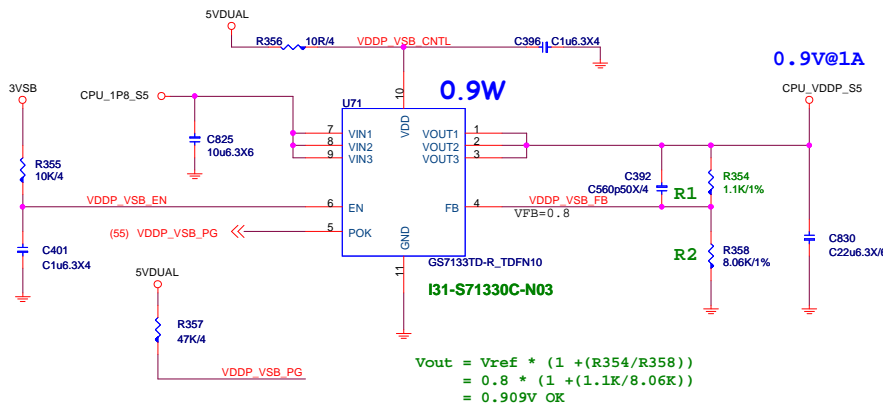 5VDUAL
R356
10R/4
VDDP_VSB_CNTL
C396
C1u6.3X4
0.9V@1A
3VSB
CPU_1P8_S5
U71
10
0.9W
CPU_VDDP_S5
C825
10u6.3X6
7
VIN1
VDD
VOUT1
1
8
VIN2
VOUT2
2
9
VIN3
VOUT3
3
R355
10K/4
C392
C560p50X/4
R1
R354
1.1K/1%
VDDP_VSB_EN
6
EN
FB
4
VDDP_VSB_FB
VFB=0.8
(55) VDDP_VSB_PG
5
POK
GND
C401
C1u6.3X4
R2
R358
8.06K/1%
C830
C22u6.3X/6
11
GS7133TD-R_TDFN10
I31-S71330C-N03
5VDUAL
R357
47K/4
VDDP_VSB_PG
Vout = Vref * (1 +(R354/R358))
= 0.8 * (1 +(1.1K/8.06K))
= 0.909V OK